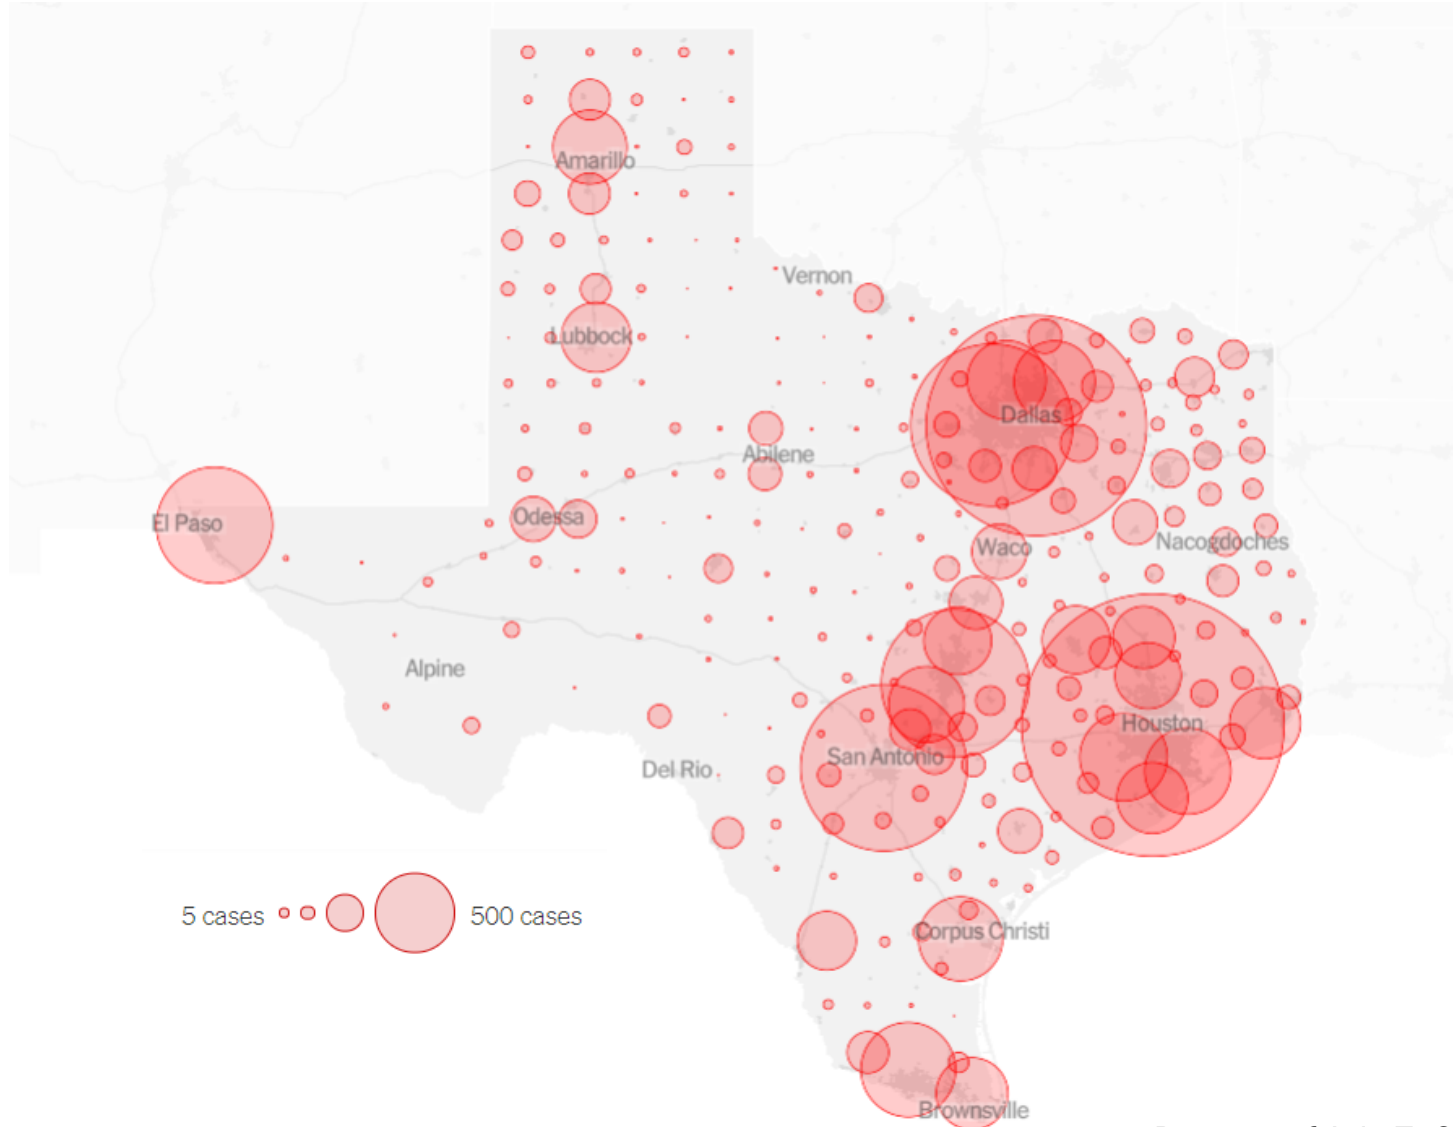 Amarillo
Vernon
Lubbock
Dallas
Abilene
El Paso
Odessa
Waco
Nacogdoches
Alpine
Houston
San Antonio
Del Rio
5 cases
500 cases
Corpus Christi
Brownsville